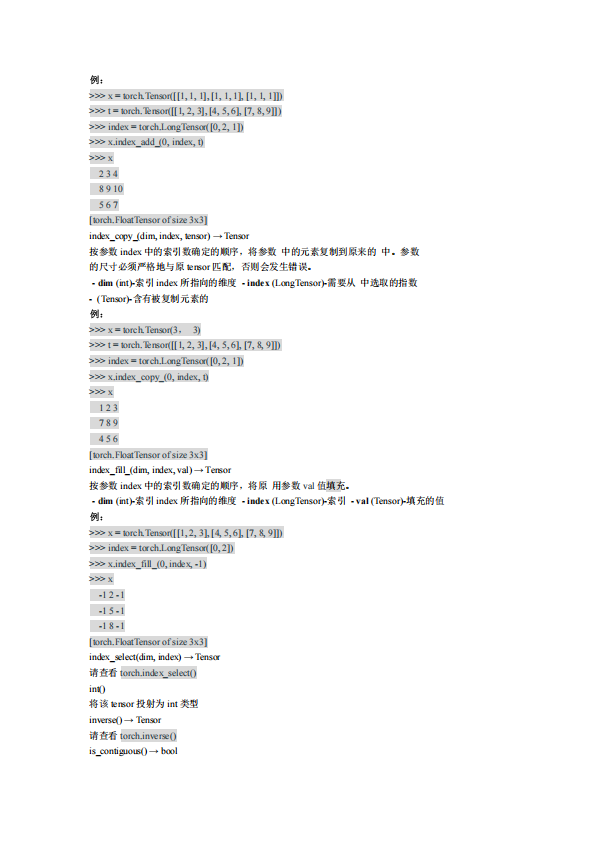 例：
>>> x = torch.Tensor([[1, 1, 1], [1, 1, 1], [1, 1, 1]])
>>> t = torch.Tensor([[1, 2, 3], [4, 5, 6], [7, 8, 9]])
>>> index = torch.LongTensor([0, 2, 1])
>>> x.index_add_(0, index, t)
>>> x
2 3 4
8 9 10
5 6 7
[torch.FloatTensor of size 3x3]
index_copy_(dim, index, tensor) → Tensor
按参数 index 中的索引数确定的顺序，将参数 中的元素复制到原来的 中。参数
的尺寸必须严格地与原 tensor 匹配，否则会发生错误。
- dim (int)-索引 index 所指向的维度 - index (LongTensor)-需要从 中选取的指数
- (Tensor)-含有被复制元素的
例：
>>> x = torch.Tensor(3， 3)
>>> t = torch.Tensor([[1, 2, 3], [4, 5, 6], [7, 8, 9]])
>>> index = torch.LongTensor([0, 2, 1])
>>> x.index_copy_(0, index, t)
>>> x
1 2 3
7 8 9
4 5 6
[torch.FloatTensor of size 3x3]
index_fill_(dim, index, val) → Tensor
按参数 index 中的索引数确定的顺序，将原 用参数 val 值填充。
- dim (int)-索引 index 所指向的维度 - index (LongTensor)-索引 - val (Tensor)-填充的值
例：
>>> x = torch.Tensor([[1, 2, 3], [4, 5, 6], [7, 8, 9]])
>>> index = torch.LongTensor([0, 2])
>>> x.index_fill_(0, index, -1)
>>> x
-1 2 -1
-1 5 -1
-1 8 -1
[torch.FloatTensor of size 3x3]
index_select(dim, index) → Tensor
请查看 torch.index_select()
int()
将该 tensor 投射为 int 类型
inverse() → Tensor
请查看 torch.inverse()
is_contiguous() → bool